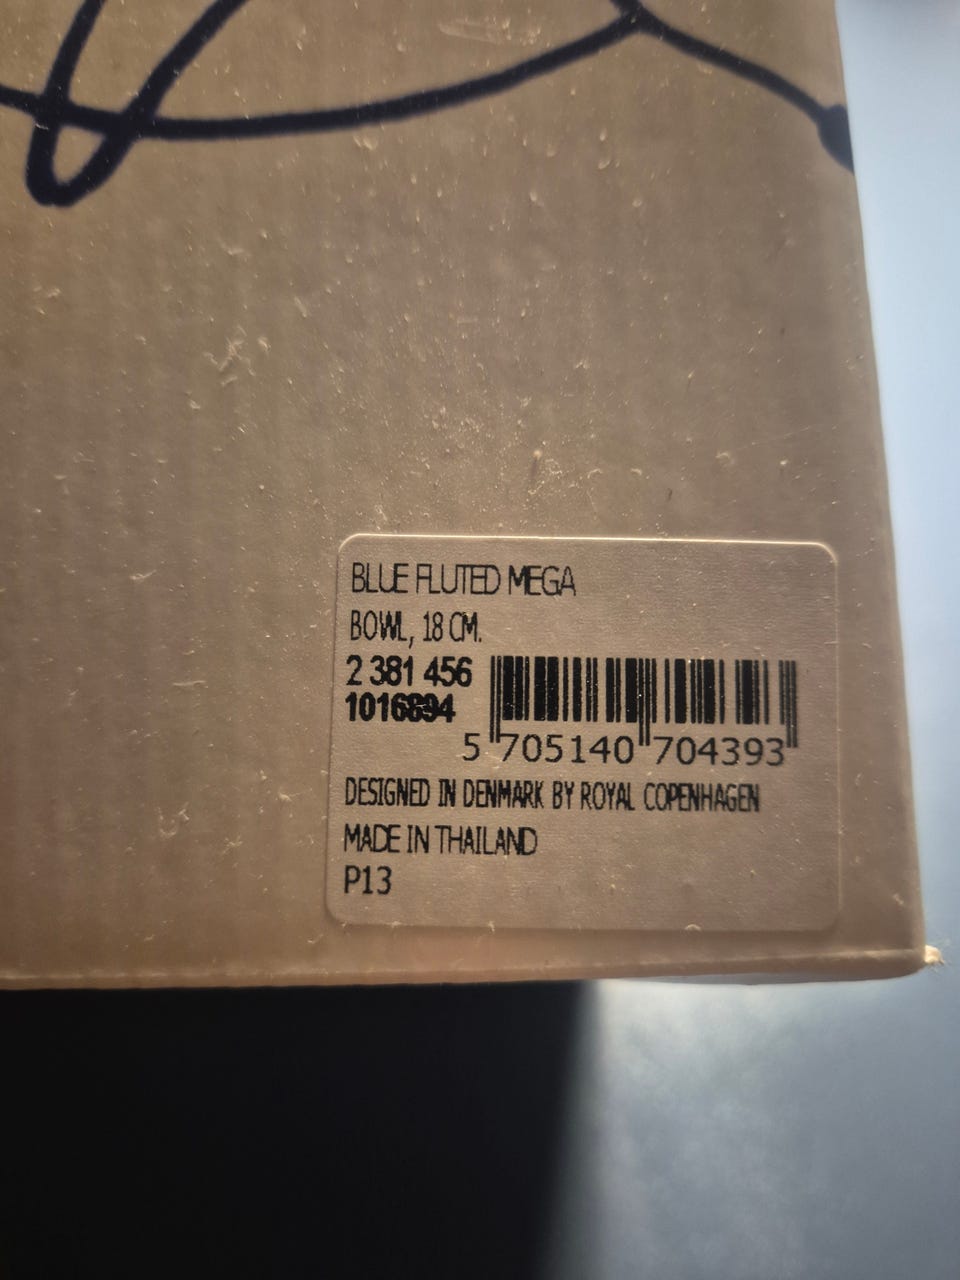 BLUE FLUTED MEGA
BOWL, 18 CM.
2 381 456
1016894
5 705140 704393
DESIGNED IN DENMARK BY ROYAL COPENHAGEN
MADE IN THAILAND
P13